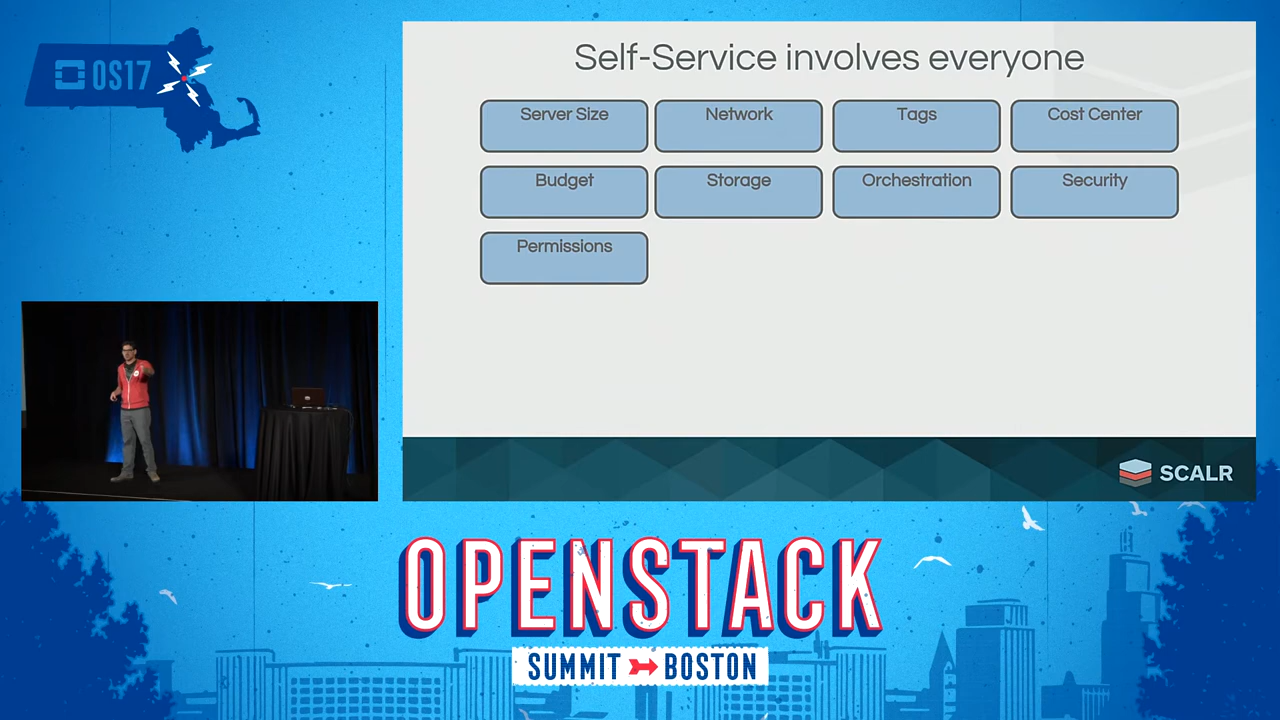 OS17
Self-Service involves everyone
Server Size
Network
Tags
Cost Center
Budget
Storage
Orchestration
Security
Permissions
SCALR
OPENSTACK
SUMMIT BOSTON